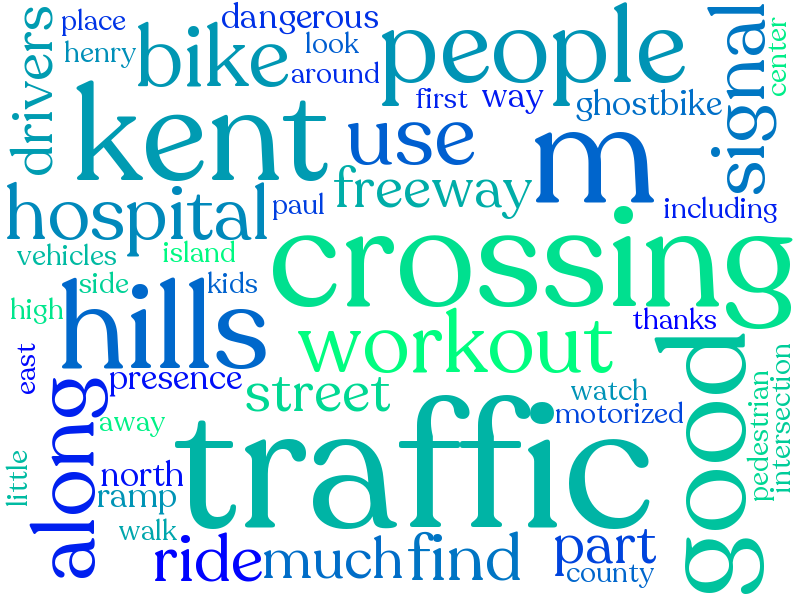 place
dangerous
henry
bike
look
around
people
drivers
signal
center
first
way
ghostbike
kent
use
m
freeway
hospital
paul
including
vehicles
island
crossing
side
kids
high
hills
thanks
workout
east
presence
street
watch
motorized
good
pedestrian
intersection
away
along
traffic
north
little
ramp
walk
ride
much
find
part
county